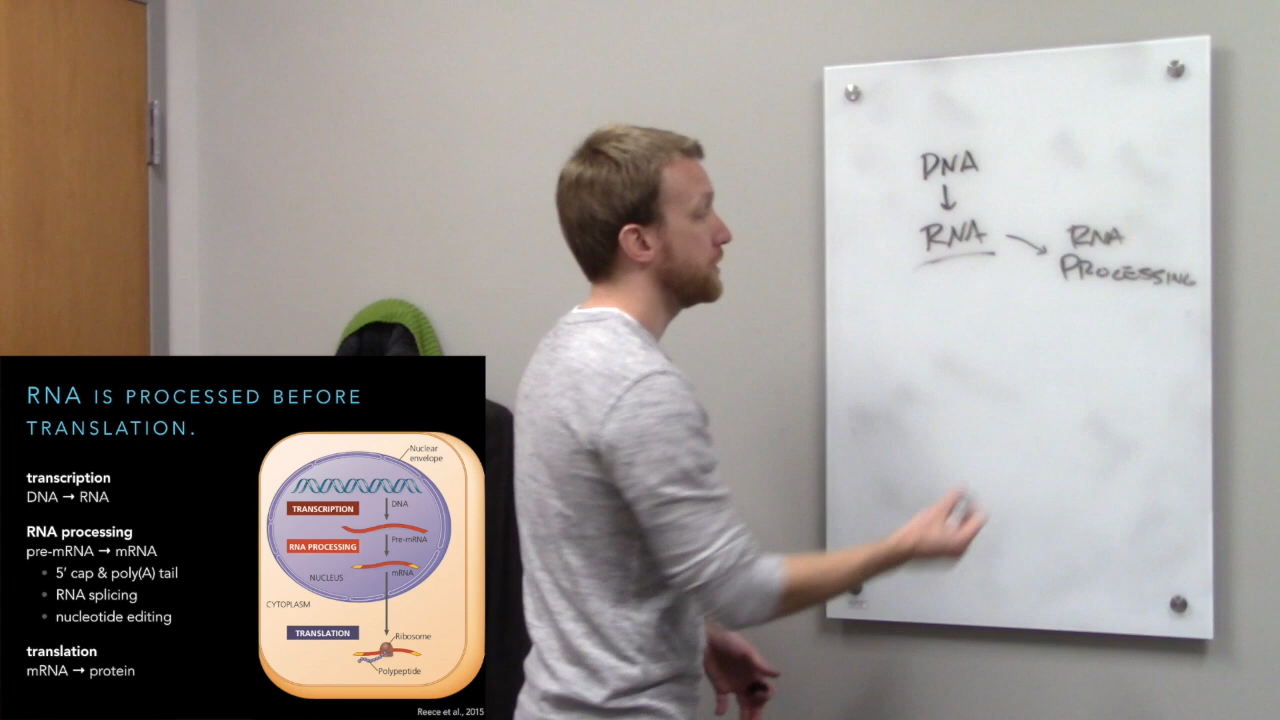 DNA
↓
RNA → RNA
PROCESSING
RNA IS PROCESSED BEFORE
TRANSLATION.
transcription
DNA → RNA
RNA processing
pre-mRNA → mRNA
• 5′ cap & poly(A) tail
• RNA splicing
• nucleotide editing
translation
mRNA → protein
Nuclear
envelope
TRANSCRIPTION
DNA
RNA PROCESSING
Pre-mRNA
mRNA
NUCLEUS
CYTOPLASM
TRANSLATION
Ribosome
Polypeptide
Reece et al., 2015